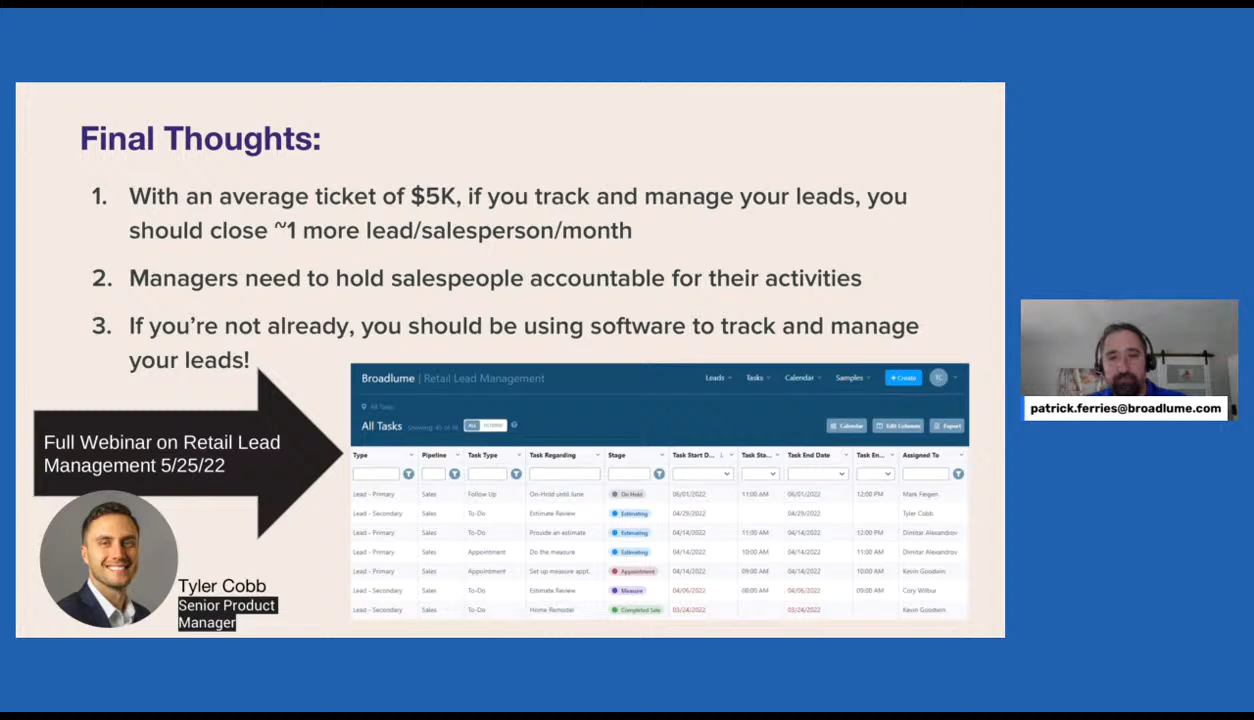 Final Thoughts:
1. With an average ticket of $5K, if you track and manage your leads, you
should close ~1 more lead/salesperson/month
2. Managers need to hold salespeople accountable for their activities
3. If you're not already, you should be using software to track and manage
your leads!
Full Webinar on Retail Lead
Management 5/25/22
Tyler Cobb
Senior Product
Manager
Broadlume | Retail Lead Management
Leads Tasks Calendar Samples + Create TC
All Tasks
All Tasks Showing: ALL
Calendar Edit Columns Export
Type Pipeline Task Type Task Regarding Stage Task Start D... Task Sta... Task End Date Task En... Assigned To
Lead - Primary Sales Follow Up On-Hold until June On Hold 06/01/2022 11:00 AM 06/01/2022 12:00 PM Mark Feigen
Lead - Secondary Sales To-Do Estimate Review Estimating 04/29/2022 04/29/2022 Tyler Cobb
Lead - Primary Sales To-Do Provide an estimate Estimating 04/14/2022 11:00 AM 04/14/2022 12:00 PM Dimitar Alexandrov
Lead - Primary Sales Appointment Do the measure Estimating 04/14/2022 10:00 AM 04/14/2022 11:00 AM Dimitar Alexandrov
Lead - Primary Sales Appointment Set up measure appt. Appointment 04/14/2022 09:00 AM 04/14/2022 10:00 AM Kevin Goodwin
Lead - Secondary Sales To-Do Estimate Review Measure 04/06/2022 08:00 AM 04/06/2022 09:00 AM Cory Wilbur
Lead - Secondary Sales To-Do Home Remodel Completed Sale 03/24/2022 03/24/2022 Kevin Goodwin
patrick.ferries@broadlume.com